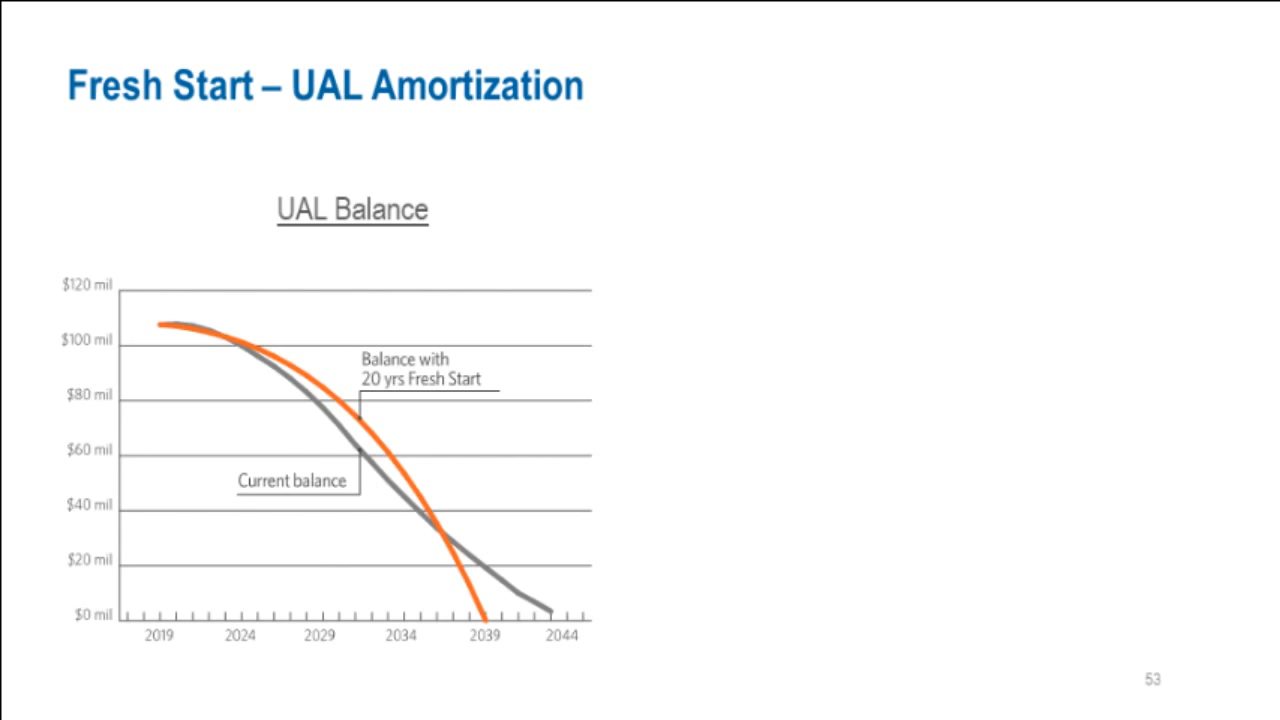 Fresh Start – UAL Amortization
UAL Balance
$120 mil
$100 mil
$80 mil
$60 mil
$40 mil
$20 mil
$0 mil
Balance with
20 yrs Fresh Start
Current balance
2019 2024 2029 2034 2039 2044
53